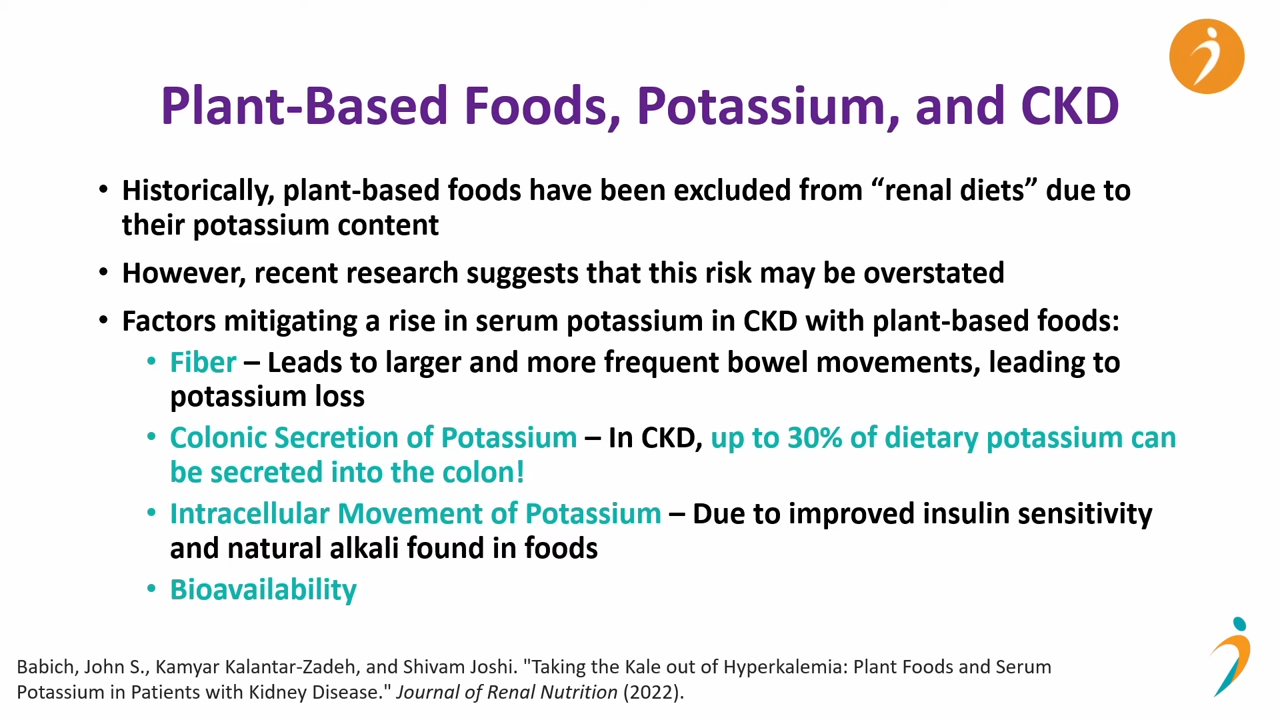 Plant-Based Foods, Potassium, and CKD
• Historically, plant-based foods have been excluded from “renal diets” due to
their potassium content
• However, recent research suggests that this risk may be overstated
• Factors mitigating a rise in serum potassium in CKD with plant-based foods:
• Fiber – Leads to larger and more frequent bowel movements, leading to
potassium loss
• Colonic Secretion of Potassium – In CKD, up to 30% of dietary potassium can
be secreted into the colon!
• Intracellular Movement of Potassium – Due to improved insulin sensitivity
and natural alkali found in foods
• Bioavailability
Babich, John S., Kamyar Kalantar-Zadeh, and Shivam Joshi. "Taking the Kale out of Hyperkalemia: Plant Foods and Serum
Potassium in Patients with Kidney Disease." Journal of Renal Nutrition (2022).